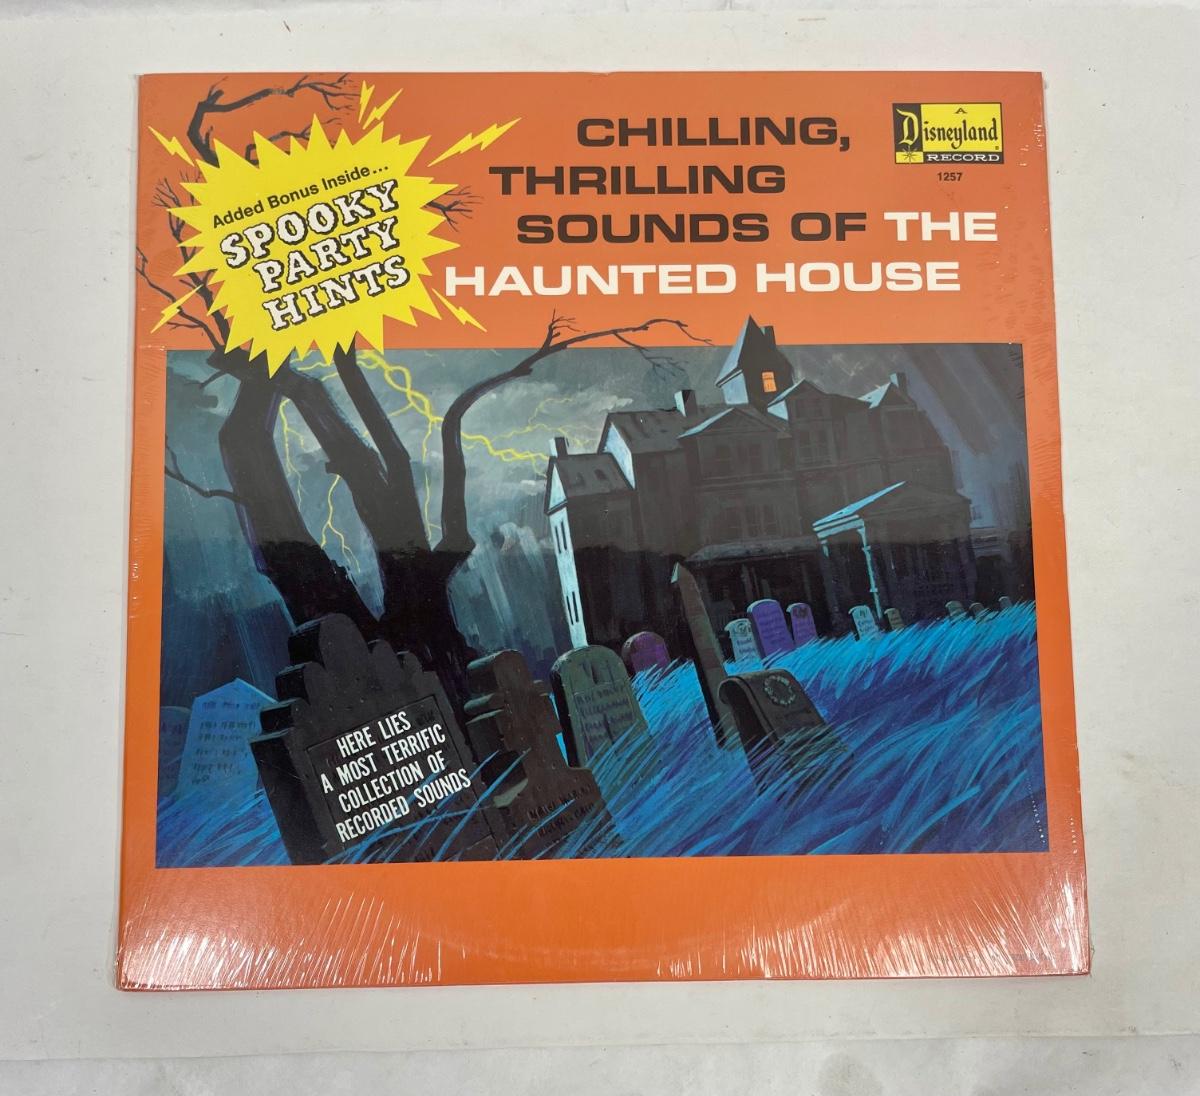 Added Bonus Inside...
SPOOKY
PARTY
HINTS
CHILLING,
THRILLING
SOUNDS OF THE
HAUNTED HOUSE
A
Disneyland
RECORD
1257
HERE LIES
A MOST TERRIFIC
COLLECTION OF
RECORDED SOUNDS